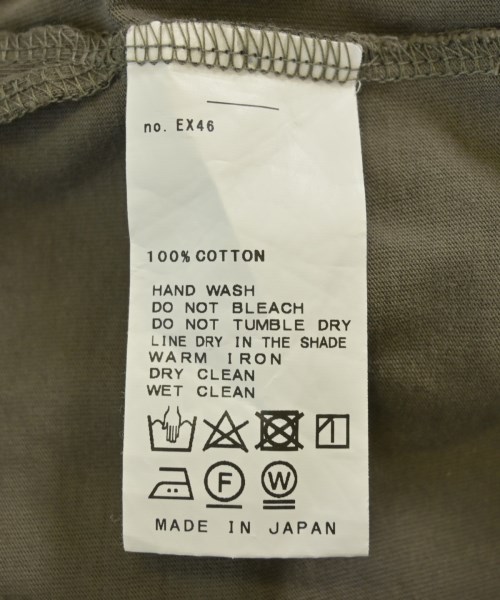 no. EX46
100% COTTON
HAND WASH
DO NOT BLEACH
DO NOT TUMBLE DRY
LINE DRY IN THE SHADE
WARM IRON
DRY CLEAN
WET CLEAN
F W
MADE IN JAPAN